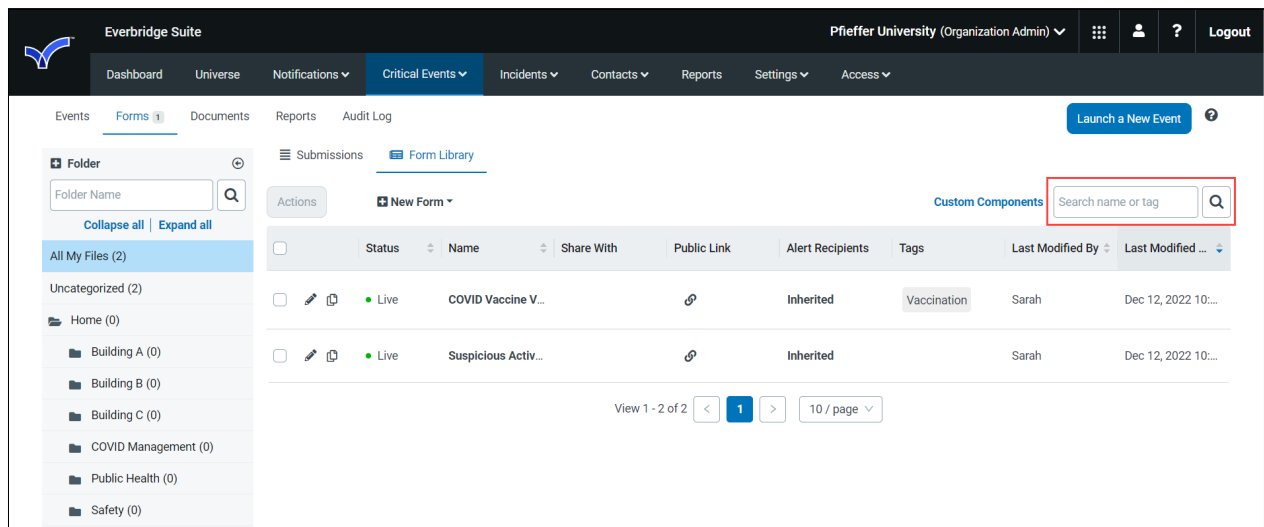 Everbridge Suite
Pfieffer University (Organization Admin)
?
Logout
Dashboard Universe Notifications Critical Events Incidents Contacts Reports Settings Access
Events Forms 1 Documents Reports Audit Log
Launch a New Event
?
Folder
Submissions Form Library
Folder Name
Actions
New Form
Custom Components
Search name or tag
Collapse all | Expand all
Status Name Share With Public Link Alert Recipients Tags Last Modified By Last Modified ...
All My Files (2)
Uncategorized (2)
Live COVID Vaccine V... Inherited Vaccination Sarah Dec 12, 2022 10:...
Home (0)
Building A (0)
Live Suspicious Activ... Inherited Sarah Dec 12, 2022 10:...
Building B (0)
Building C (0)
View 1 - 2 of 2 < 1 > 10 / page
COVID Management (0)
Public Health (0)
Safety (0)